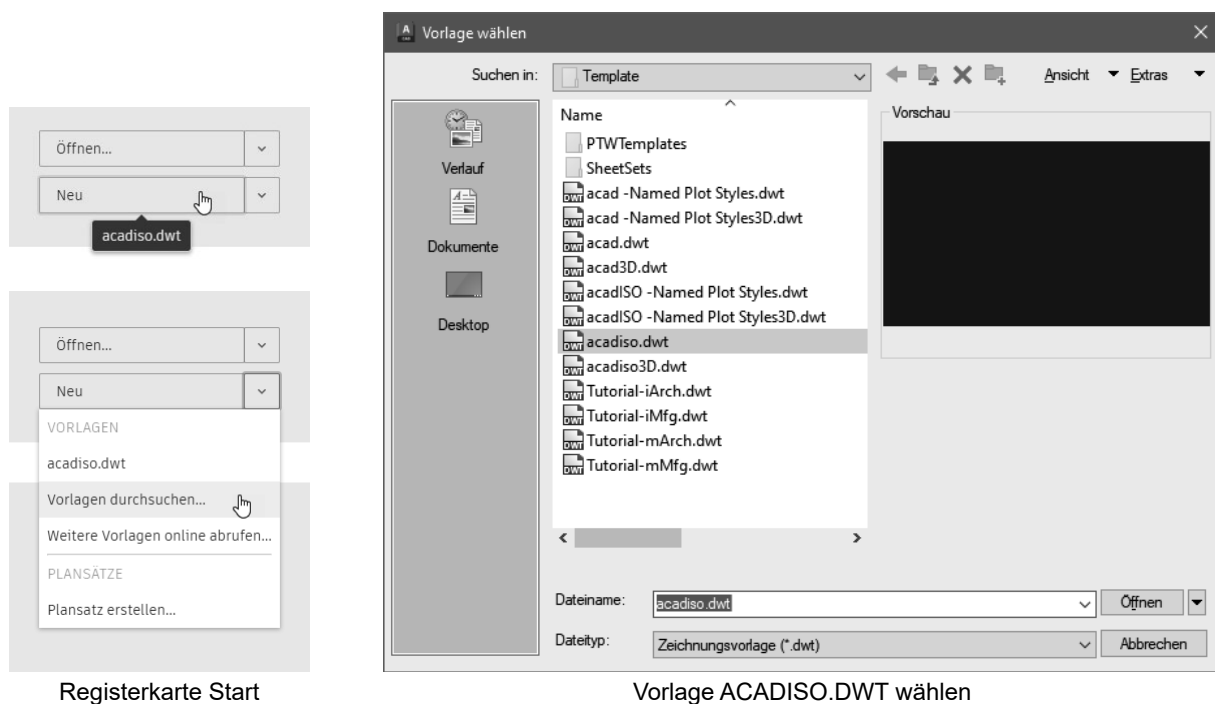 Öffnen...
Neu
acadiso.dwt
Öffnen...
Neu
VORLAGEN
acadiso.dwt
Vorlagen durchsuchen...
Weitere Vorlagen online abrufen...
PLANSÄTZE
Plansatz erstellen...
Registerkarte Start
Vorlage wählen
Suchen in: Template Ansicht Extras
Verlauf
Dokumente
Desktop
Name
PTWTemplates
SheetSets
acad -Named Plot Styles.dwt
acad -Named Plot Styles3D.dwt
acad.dwt
acad3D.dwt
acadISO -Named Plot Styles.dwt
acadISO -Named Plot Styles3D.dwt
acadiso.dwt
acadiso3D.dwt
Tutorial-iArch.dwt
Tutorial-iMfg.dwt
Tutorial-mArch.dwt
Tutorial-mMfg.dwt
Vorschau
Dateiname: acadiso.dwt Öffnen
Dateityp: Zeichnungsvorlage (*.dwt) Abbrechen
Vorlage ACADISO.DWT wählen